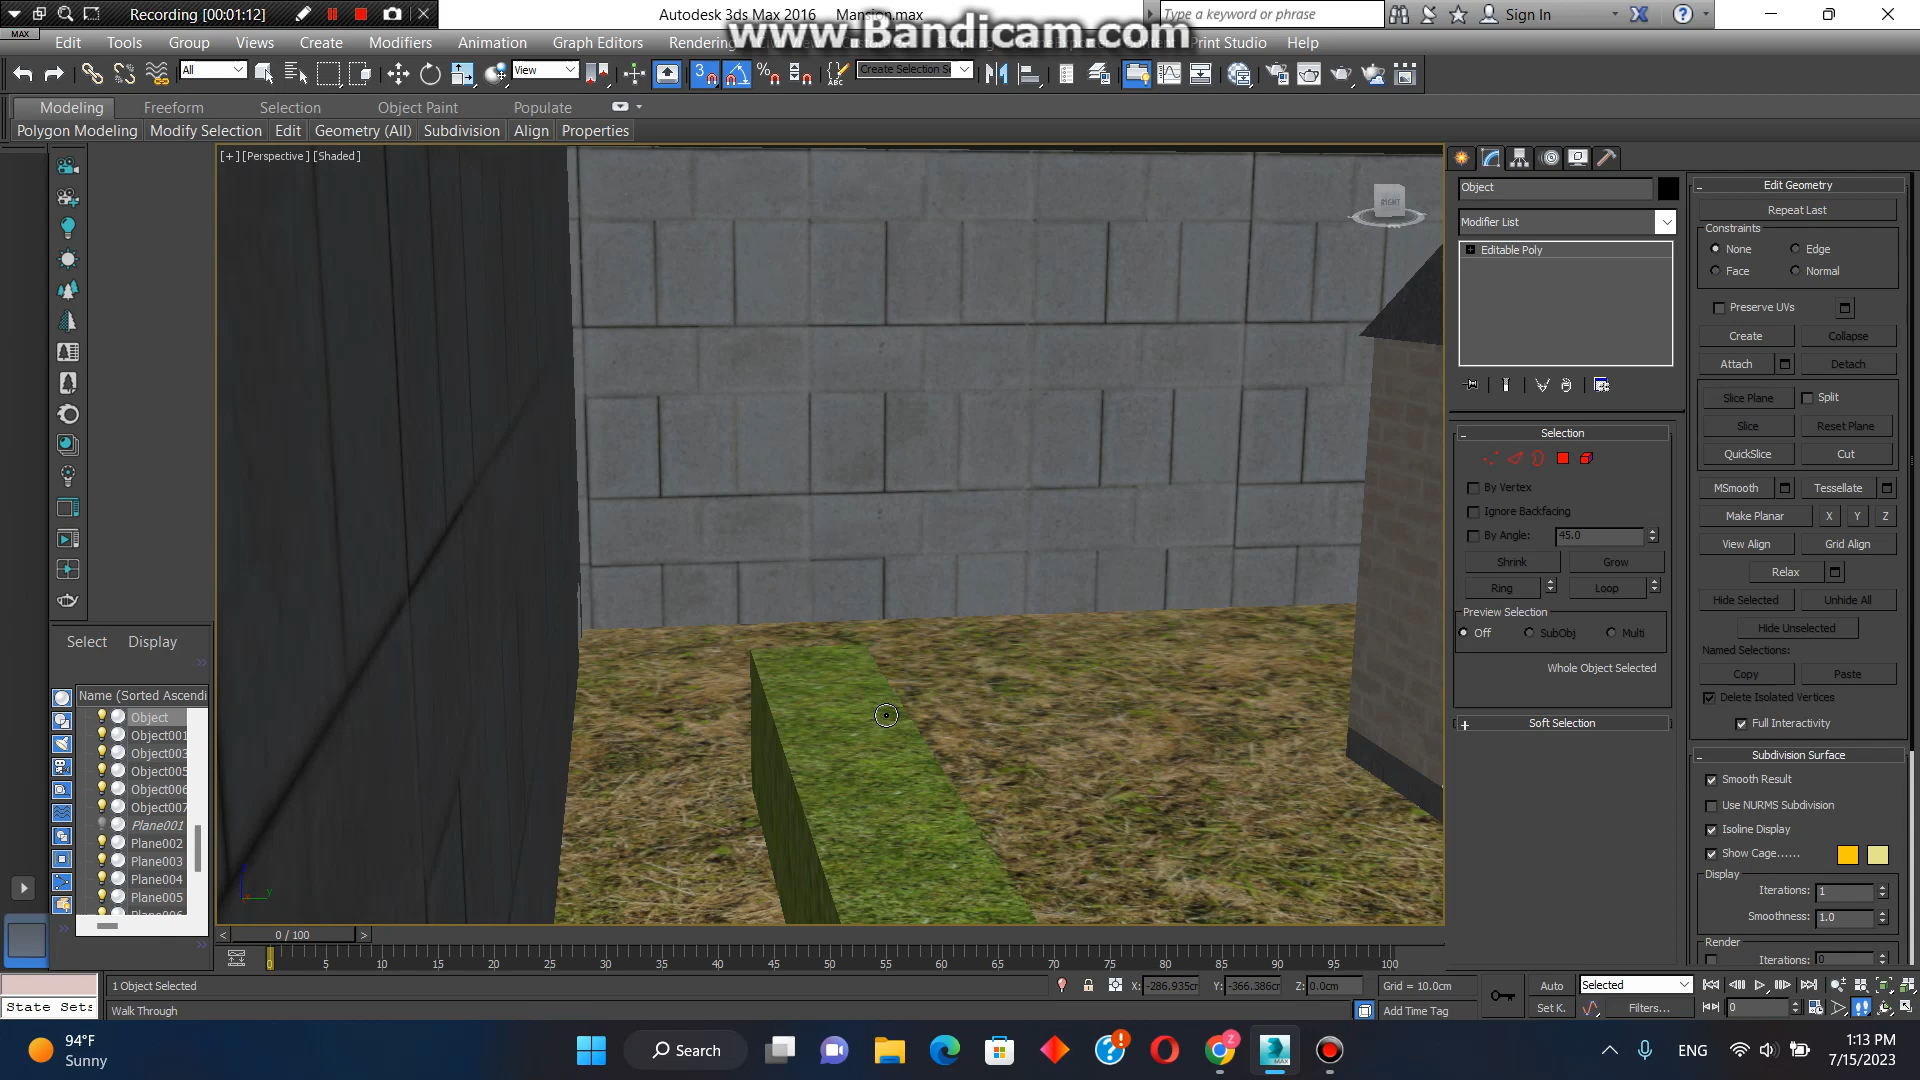 Recording [00:01:12]
Autodesk 3ds Max 2016 Mansion.max
Type a keyword or phrase
Sign In
www.Bandicam.com
MAX
Edit Tools Group Views Create Modifiers Animation Graph Editors Rendering Print Studio Help
All
View
Create Selection Se
Modeling Freeform Selection Object Paint Populate
Polygon Modeling Modify Selection Edit Geometry (All) Subdivision Align Properties
[+] [Perspective] [Shaded]
RIGHT
Object
Modifier List
Editable Poly
Selection
By Vertex
Ignore Backfacing
By Angle: 45.0
Shrink Grow
Ring Loop
Preview Selection
Off SubObj Multi
Whole Object Selected
Soft Selection
Edit Geometry
Repeat Last
Constraints
None Edge
Face Normal
Preserve UVs
Create Collapse
Attach Detach
Slice Plane Split
Slice Reset Plane
QuickSlice Cut
MSmooth Tessellate
Make Planar X Y Z
View Align Grid Align
Relax
Hide Selected Unhide All
Hide Unselected
Named Selections:
Copy Paste
Delete Isolated Vertices
Full Interactivity
Subdivision Surface
Smooth Result
Use NURMS Subdivision
Isoline Display
Show Cage......
Display
Iterations: 1
Smoothness: 1.0
Render
Iterations: 0
Select Display
Name (Sorted Ascendi
Object
Object001
Object003
Object005
Object006
Object007
Plane001
Plane002
Plane003
Plane004
Plane005
Plane006
z
y
< 0 / 100 >
0 5 10 15 20 25 30 35 40 45 50 55 60 65 70 75 80 85 90 95 100
1 Object Selected
X: -286.935cm Y: -366.386cm Z: 0.0cm Grid = 10.0cm
Auto Selected
State Sets
Walk Through
Add Time Tag
Set K. Filters... 0
94°F
Sunny
Search
ENG
1:13 PM
7/15/2023